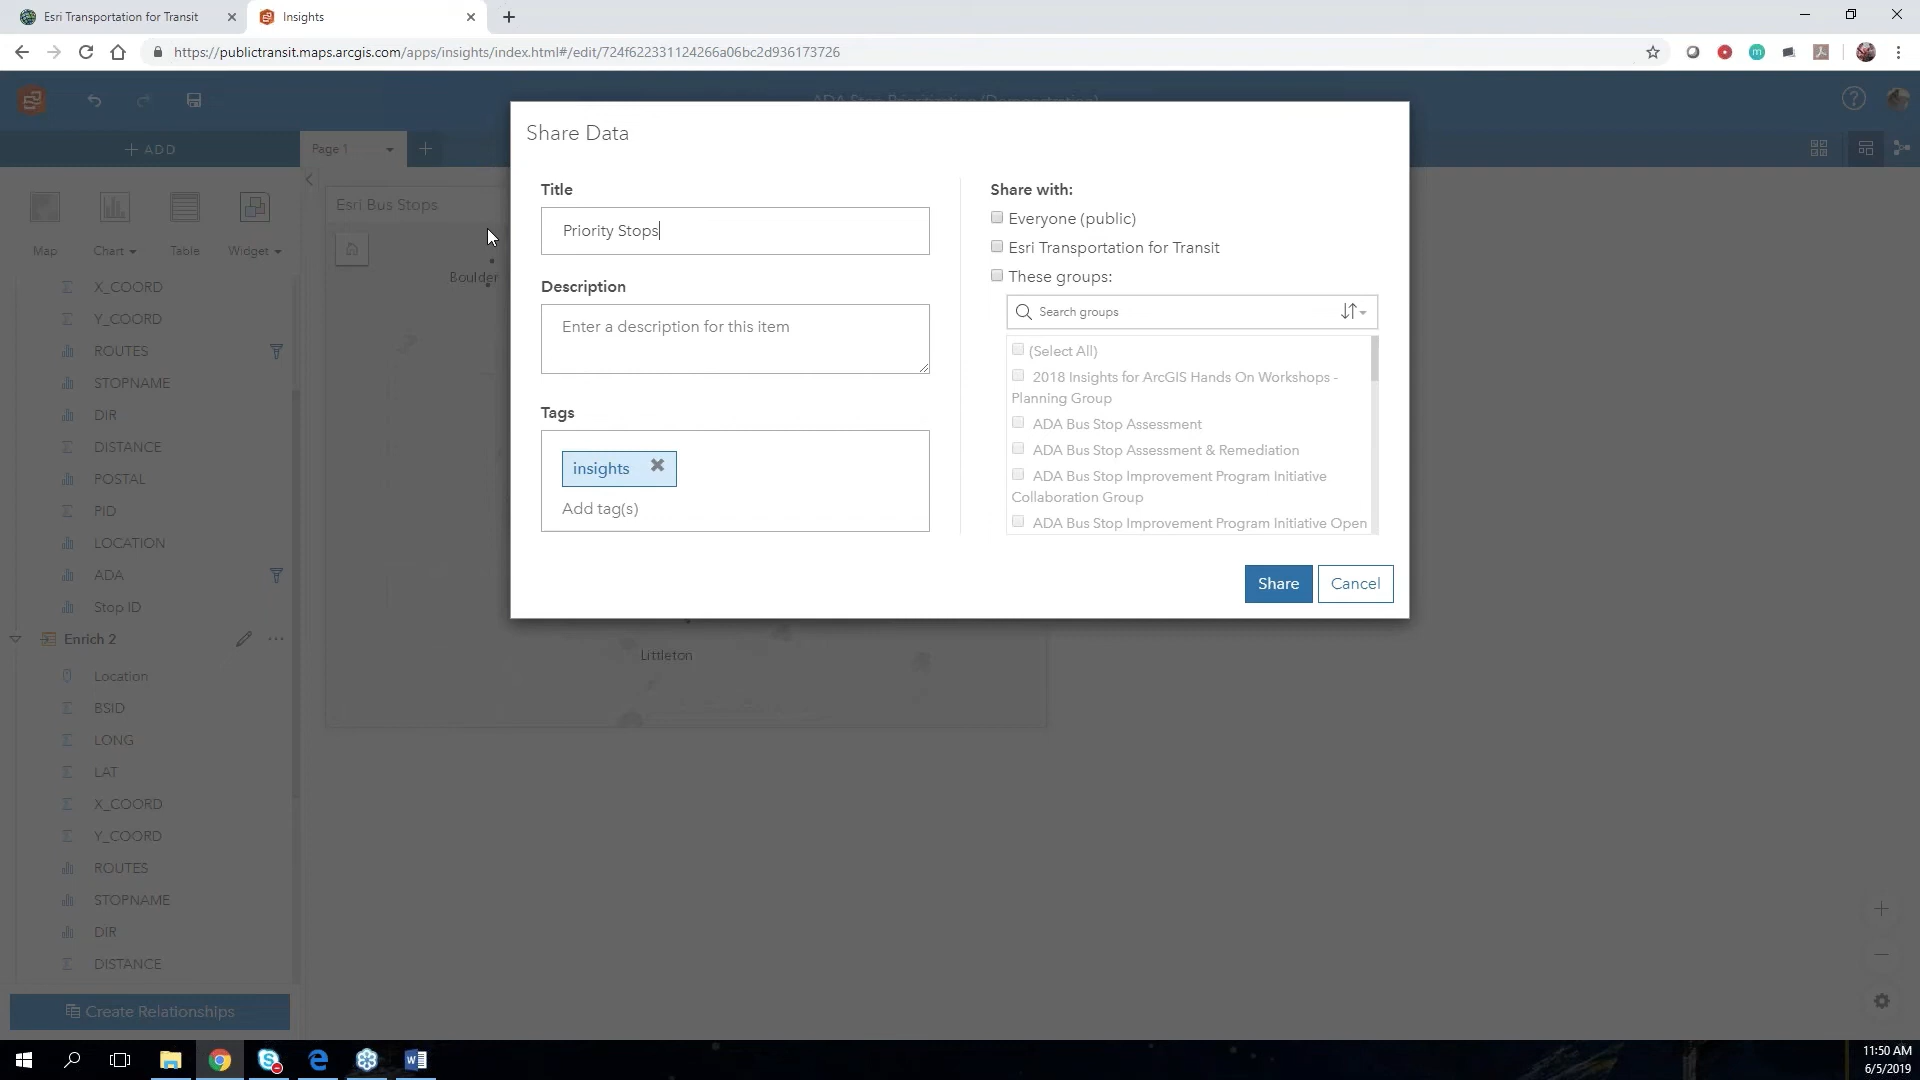 Esri Transportation for Transit
Insights
https://publictransit.maps.arcgis.com/apps/insights/index.html#/edit/724f622331124266a06bc2d936173726
ADA Stop Prioritization (Demonstration)
ADD
Page 1
Map
Chart
Table
Widget
X_COORD
Y_COORD
ROUTES
STOPNAME
DIR
DISTANCE
POSTAL
PID
LOCATION
ADA
Stop ID
Enrich 2
Location
BSID
LONG
LAT
X_COORD
Y_COORD
ROUTES
STOPNAME
DIR
DISTANCE
Create Relationships
Esri Bus Stops
Boulder
Littleton
Share Data
Title
Priority Stops
Description
Enter a description for this item
Tags
insights
Add tag(s)
Share with:
Everyone (public)
Esri Transportation for Transit
These groups:
Search groups
(Select All)
2018 Insights for ArcGIS Hands On Workshops -
Planning Group
ADA Bus Stop Assessment
ADA Bus Stop Assessment & Remediation
ADA Bus Stop Improvement Program Initiative
Collaboration Group
ADA Bus Stop Improvement Program Initiative Open
Share
Cancel
11:50 AM
6/5/2019